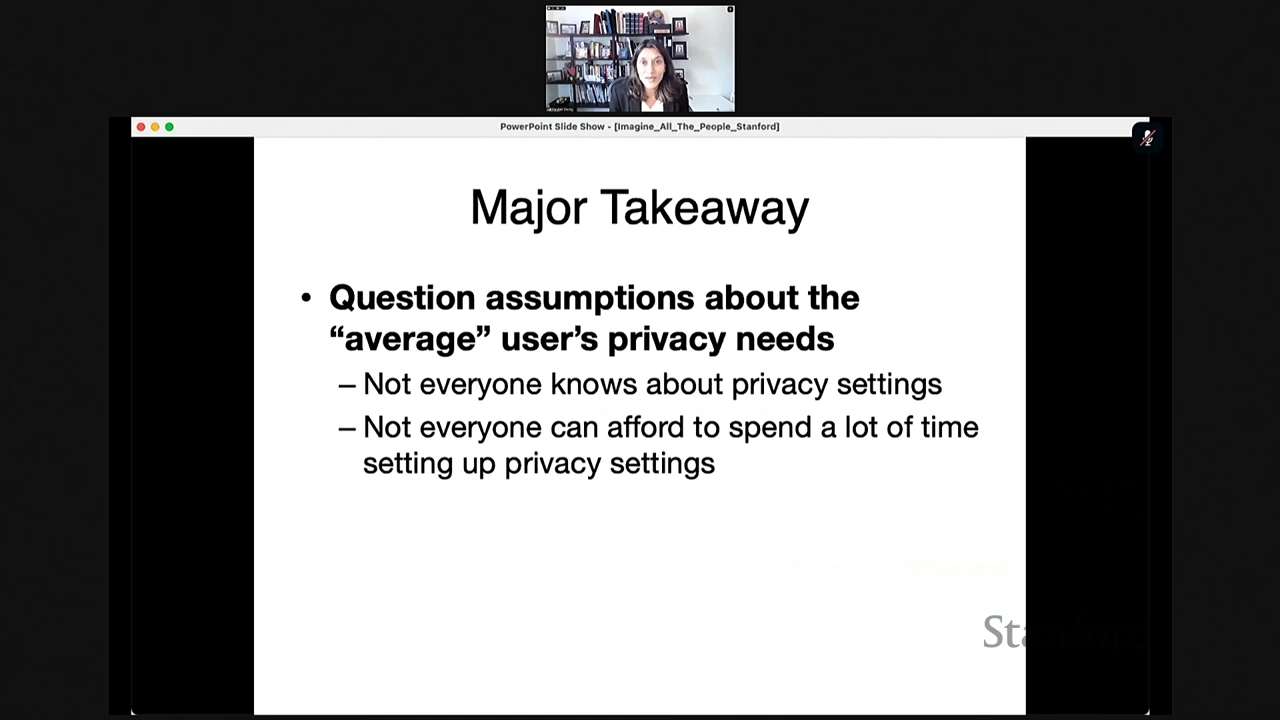 PowerPoint Slide Show - [Imagine_All_The_People_Stanford]
Major Takeaway
• Question assumptions about the
“average” user’s privacy needs
– Not everyone knows about privacy settings
– Not everyone can afford to spend a lot of time
setting up privacy settings
Stanford